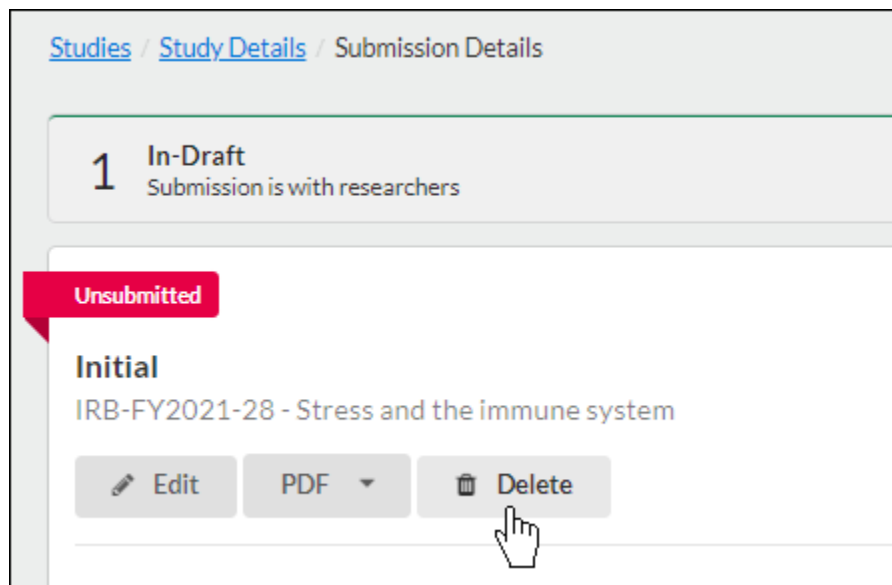 Studies / Study Details / Submission Details
1 In-Draft
Submission is with researchers
Unsubmitted
Initial
IRB-FY2021-28 - Stress and the immune system
Edit PDF Delete